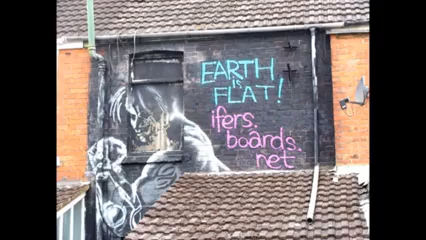 EARTH
is
FLAT!
ifers.
boards.
net